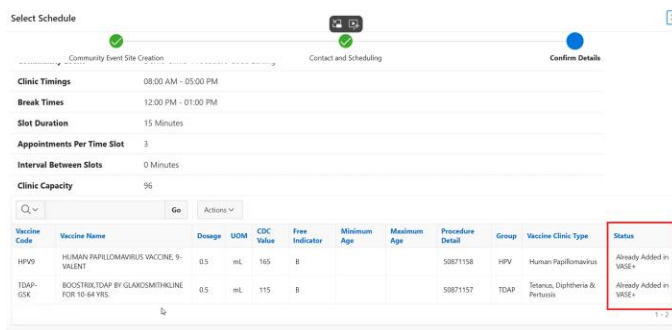 Select Schedule
Community Event Site Creation
Contact and Scheduling
Confirm Details
Clinic Timings 08:00 AM - 05:00 PM
Break Times 12:00 PM - 01:00 PM
Slot Duration 15 Minutes
Appointments Per Time Slot 3
Interval Between Slots 0 Minutes
Clinic Capacity 96
Go Actions
Vaccine Code Vaccine Name Dosage UOM CDC Value Free Indicator Minimum Age Maximum Age Procedure Detail Group Vaccine Clinic Type Status
HPV9 HUMAN PAPILLOMAVIRUS VACCINE, 9-VALENT 0.5 mL 165 B 50871158 HPV Human Papillomavirus Already Added in VASE+
TDAP-GSK BOOSTRIX,TDAP BY GLAXOSMITHKLINE FOR 10-64 YRS. 0.5 mL 115 B 50871157 TDAP Tetanus, Diphtheria & Pertussis Already Added in VASE+
1 - 2